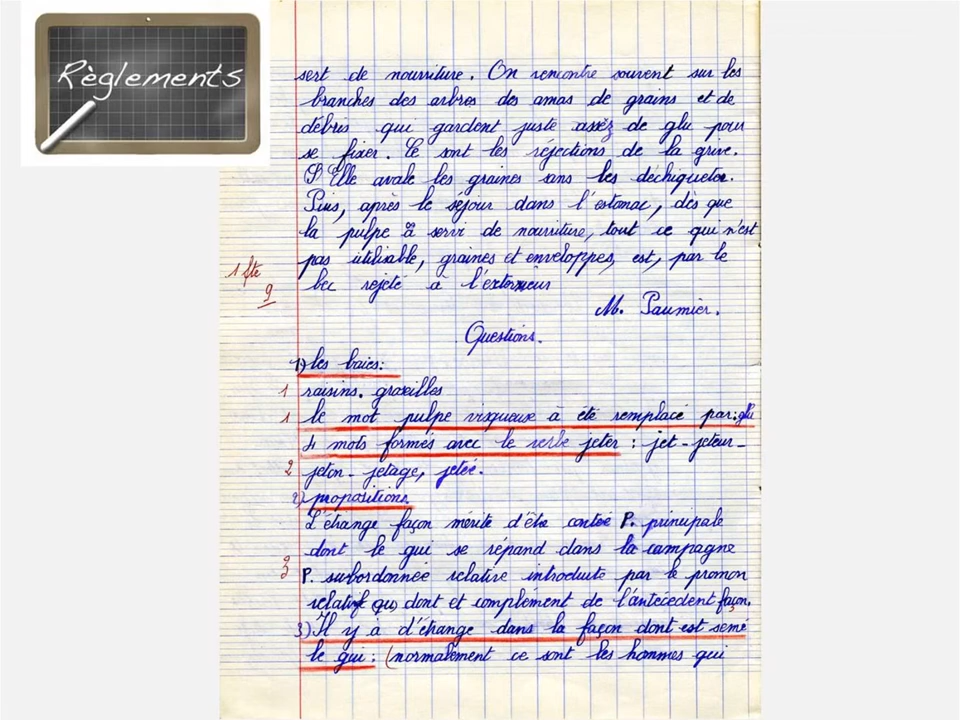 Règlements
sert de nourriture. On rencontre souvent sur les
branches des arbres des amas de grains et de
débris qui gardent juste assez de glu pour
se fixer. Ce sont les réjections de la grive.
Elle avale les graines sans les déchiqueter.
Puis, après le séjour dans l'estomac, dès que
la pulpe a servi de nourriture, tout ce qui n'est
pas utilisable, graines et enveloppes, est, par le
bec rejeté à l'extérieur
1 fte
9
M. Paumier.
Questions.
1) les baies:
1 raisins. groseilles
1 le mot pulpe visqueux à été remplacé par: glu
4 mots formés avec le verbe jeter : jet - jeteur -
2 jeton - jetage, jetée.
2) propositions.
L'étrange façon mérite d'être contée P. principale
dont le gui se répand dans la campagne
3 P. subordonnée relative introduite par le pronom
relatif dont et complément de l'antécédent façon.
3) Il y à d'étrange dans la façon dont est semé
le gui : (normalement ce sont les hommes qui